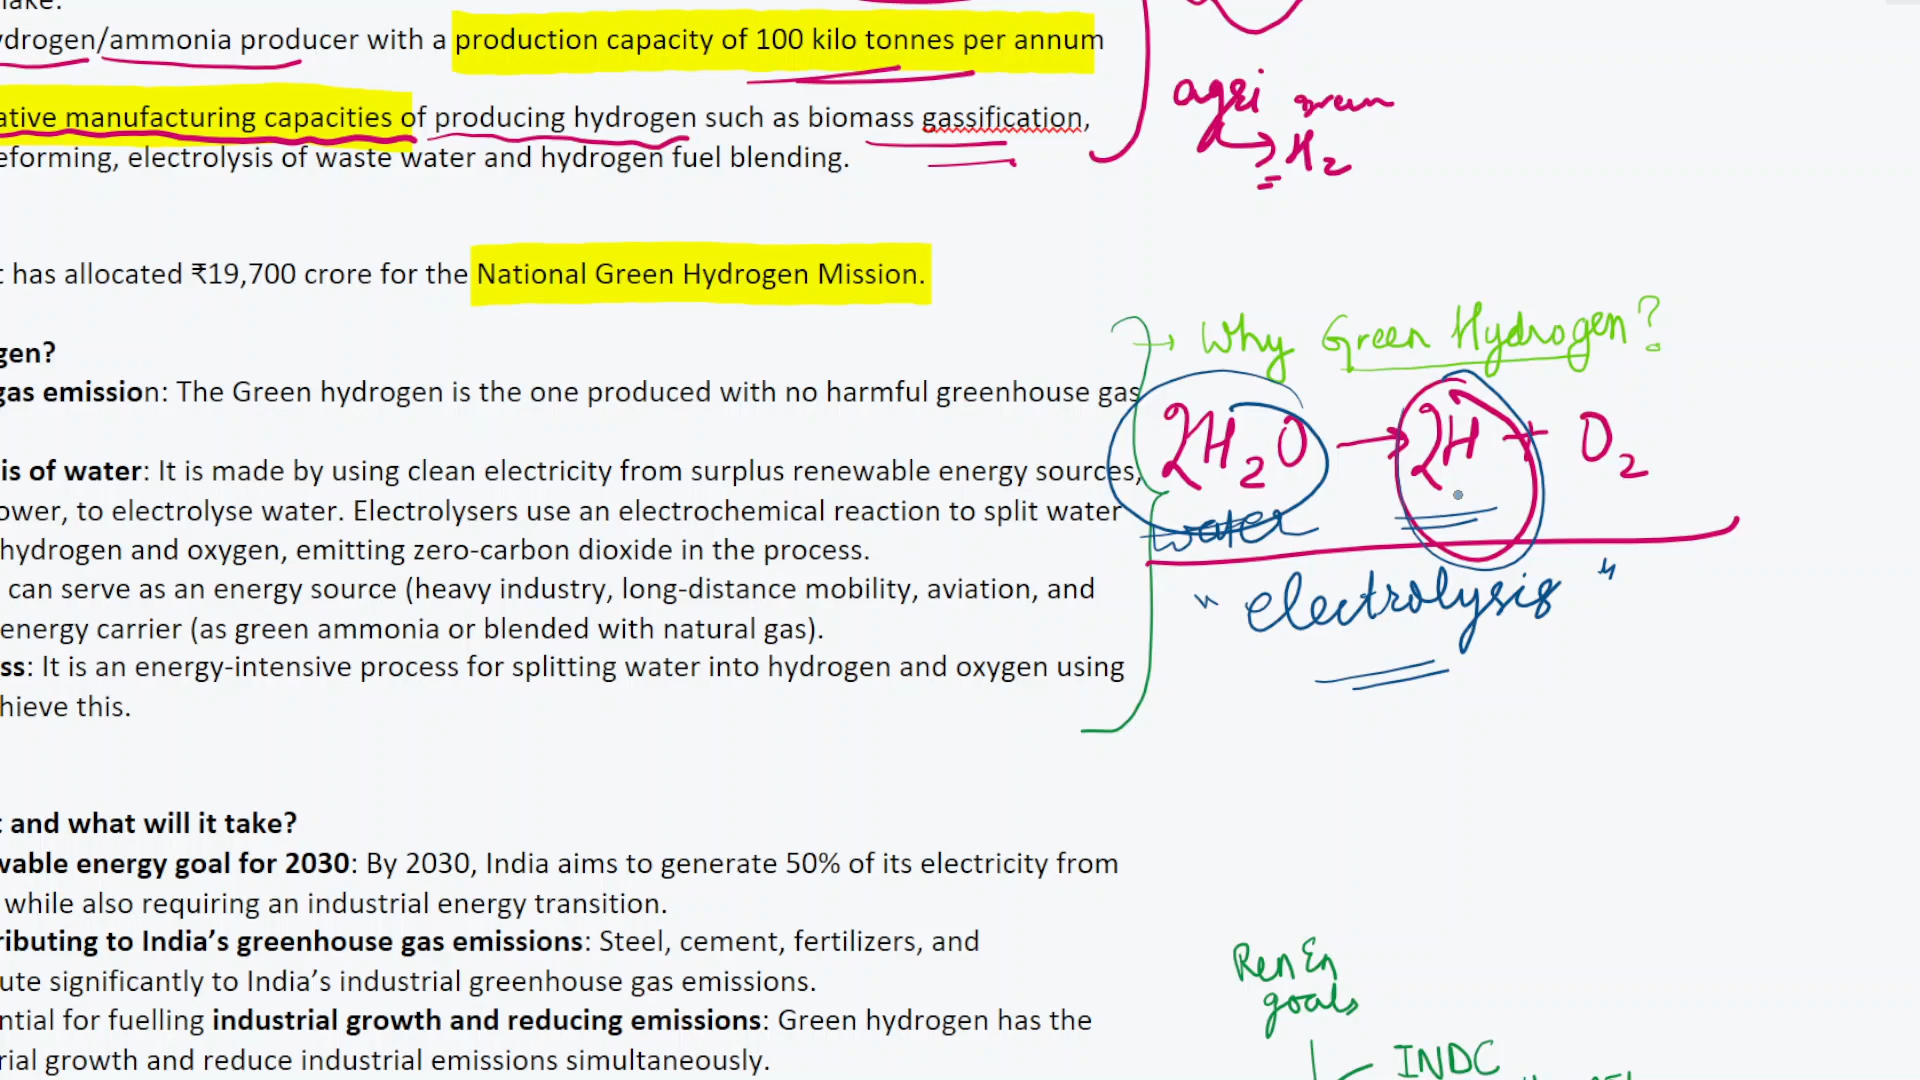 ake.
ydrogen/ammonia producer with a production capacity of 100 kilo tonnes per annum
ative manufacturing capacities of producing hydrogen such as biomass gassification,
eforming, electrolysis of waste water and hydrogen fuel blending.
agri green
→ H2
t has allocated ₹19,700 crore for the National Green Hydrogen Mission.
→ Why Green Hydrogen?
gen?
gas emission: The Green hydrogen is the one produced with no harmful greenhouse gas
2H2O → 2H + O2
is of water: It is made by using clean electricity from surplus renewable energy sources,
ower, to electrolyse water. Electrolysers use an electrochemical reaction to split water
water
hydrogen and oxygen, emitting zero-carbon dioxide in the process.
can serve as an energy source (heavy industry, long-distance mobility, aviation, and
"electrolysis"
energy carrier (as green ammonia or blended with natural gas).
ss: It is an energy-intensive process for splitting water into hydrogen and oxygen using
hieve this.
t and what will it take?
wable energy goal for 2030: By 2030, India aims to generate 50% of its electricity from
while also requiring an industrial energy transition.
ributing to India's greenhouse gas emissions: Steel, cement, fertilizers, and
ute significantly to India's industrial greenhouse gas emissions.
Ren En
goals
ntial for fuelling industrial growth and reducing emissions: Green hydrogen has the
rial growth and reduce industrial emissions simultaneously.
INDC